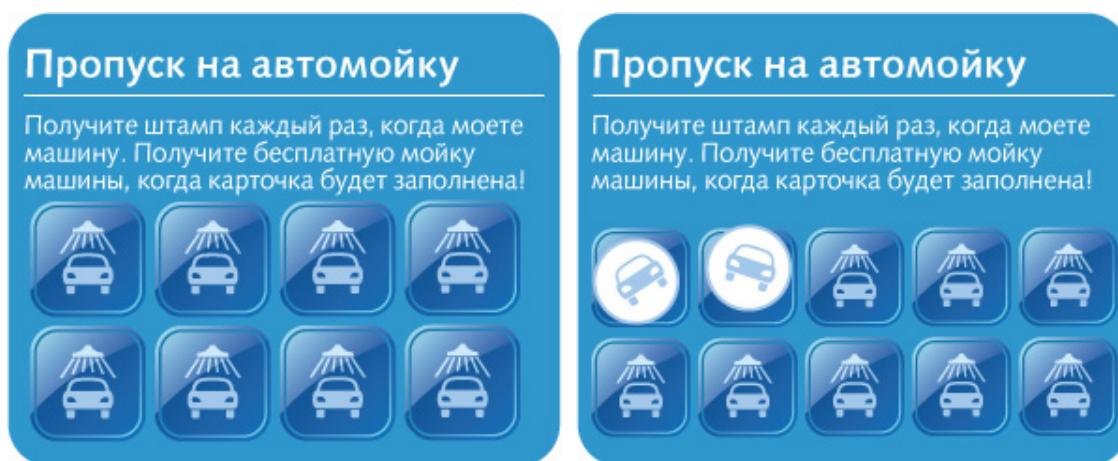 Пропуск на автомойку
Получите штамп каждый раз, когда моете
машину. Получите бесплатную мойку
машины, когда карточка будет заполнена!
Пропуск на автомойку
Получите штамп каждый раз, когда моете
машину. Получите бесплатную мойку
машины, когда карточка будет заполнена!